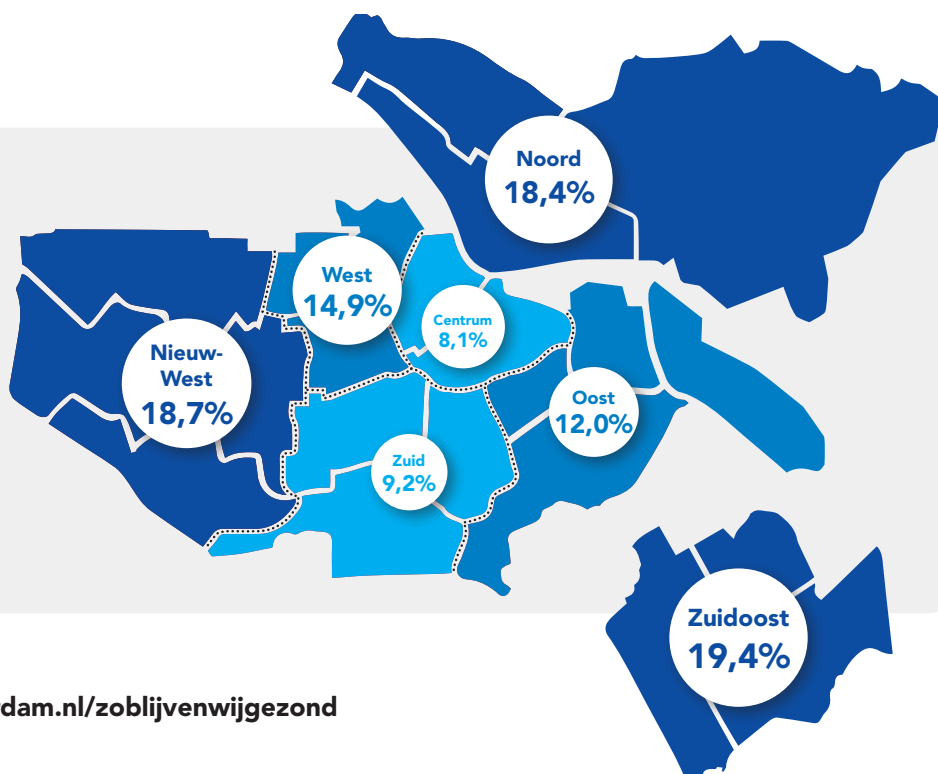 Noord
18,4%
West
14,9%
Centrum
8,1%
Nieuw-
West
18,7%
Oost
12,0%
Zuid
9,2%
Zuidoost
19,4%
dam.nl/zoblijvenwijgezond